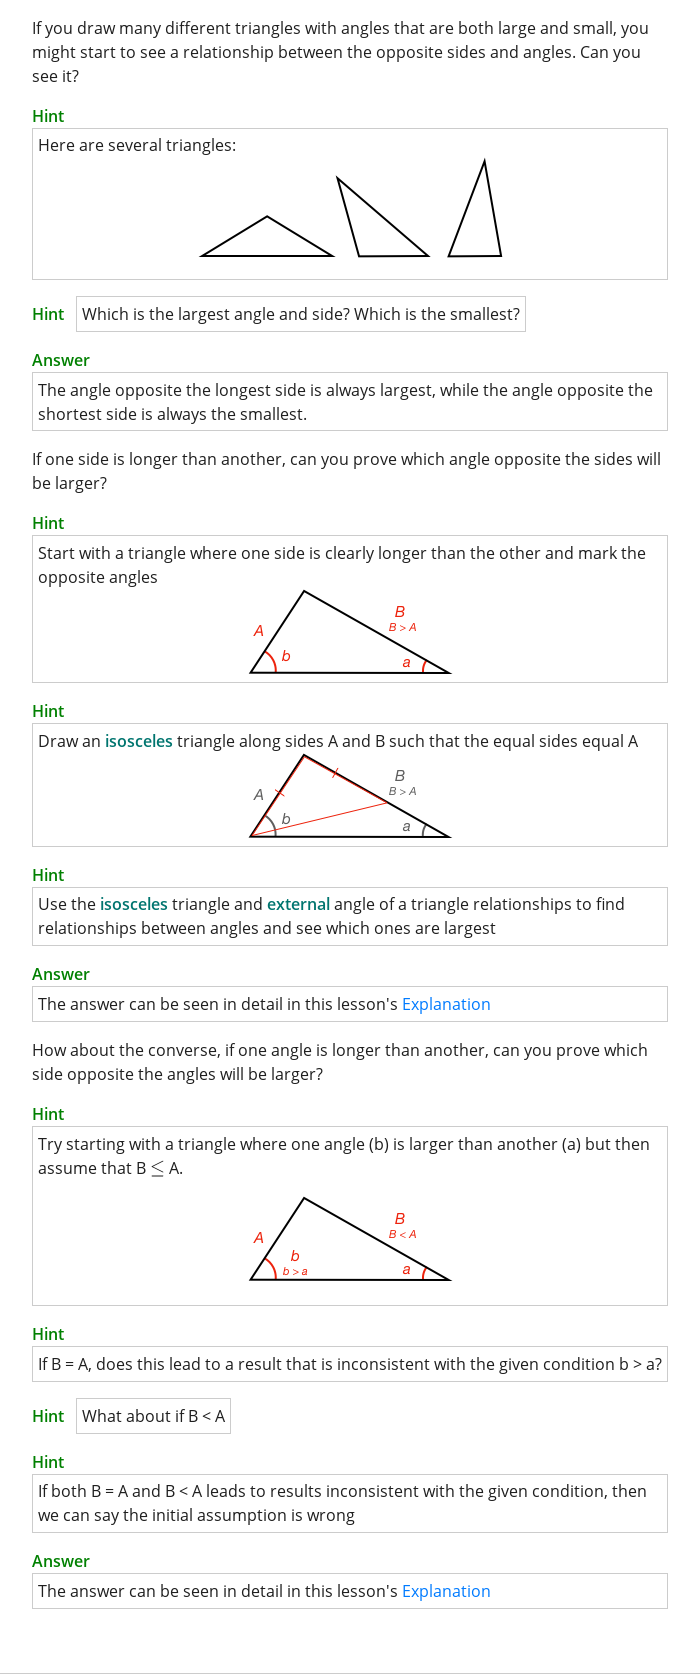 If you draw many different triangles with angles that are both large and small, you
might start to see a relationship between the opposite sides and angles. Can you
see it?
Hint
Here are several triangles:
Hint Which is the largest angle and side? Which is the smallest?
Answer
The angle opposite the longest side is always largest, while the angle opposite the
shortest side is always the smallest.
If one side is longer than another, can you prove which angle opposite the sides will
be larger?
Hint
Start with a triangle where one side is clearly longer than the other and mark the
opposite angles
B
B > A
A
b
a
Hint
Draw an isosceles triangle along sides A and B such that the equal sides equal A
B
B > A
A
b
a
Hint
Use the isosceles triangle and external angle of a triangle relationships to find
relationships between angles and see which ones are largest
Answer
The answer can be seen in detail in this lesson's Explanation
How about the converse, if one angle is longer than another, can you prove which
side opposite the angles will be larger?
Hint
Try starting with a triangle where one angle (b) is larger than another (a) but then
assume that B ≤ A.
B
B < A
A
b
b > a
a
Hint
If B = A, does this lead to a result that is inconsistent with the given condition b > a?
Hint What about if B < A
Hint
If both B = A and B < A leads to results inconsistent with the given condition, then
we can say the initial assumption is wrong
Answer
The answer can be seen in detail in this lesson's Explanation